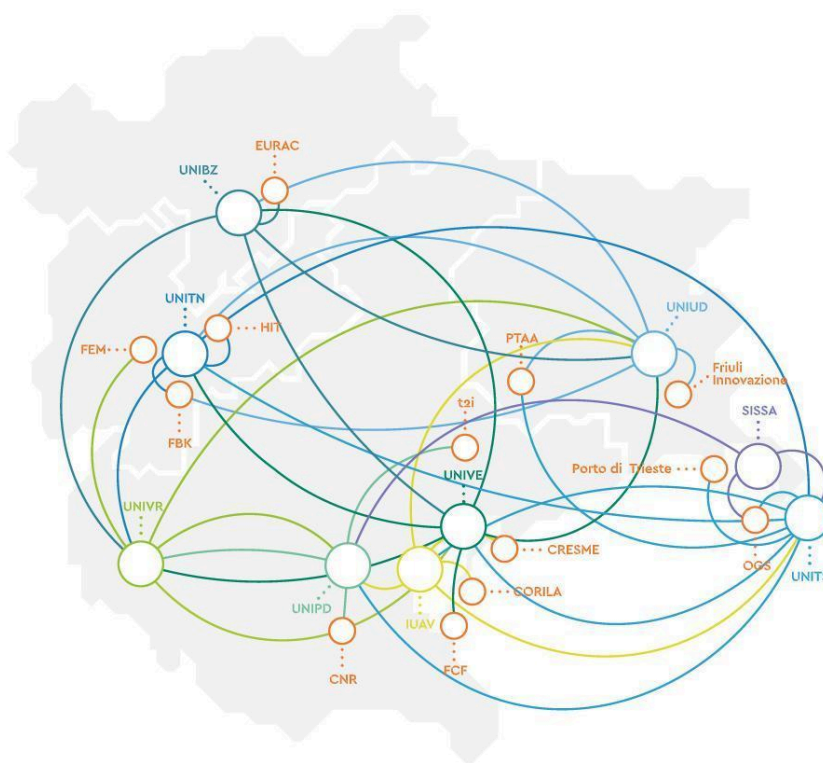 EURAC
UNIBZ
UNITN
HIT
FEM
FBK
PTAA
UNIUD
Friuli
Innovazione
t2i
SISSA
UNIVE
Porto di Trieste
UNIVR
CRESME
OGS
UNITS
UNIPD
IUAV
CORILA
CNR
FCF